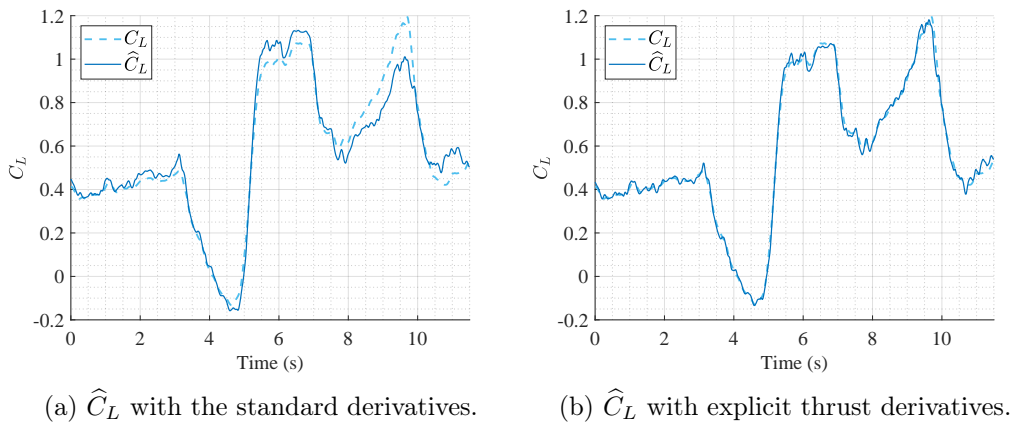 1.2
1
0.8
0.6
0.4
0.2
0
-0.2
C_L
0 2 4 6 8 10
Time (s)
C_L
Ĉ_L
(a) Ĉ_L with the standard derivatives.
1.2
1
0.8
0.6
0.4
0.2
0
-0.2
C_L
0 2 4 6 8 10
Time (s)
C_L
C_L
(b) Ĉ_L with explicit thrust derivatives.